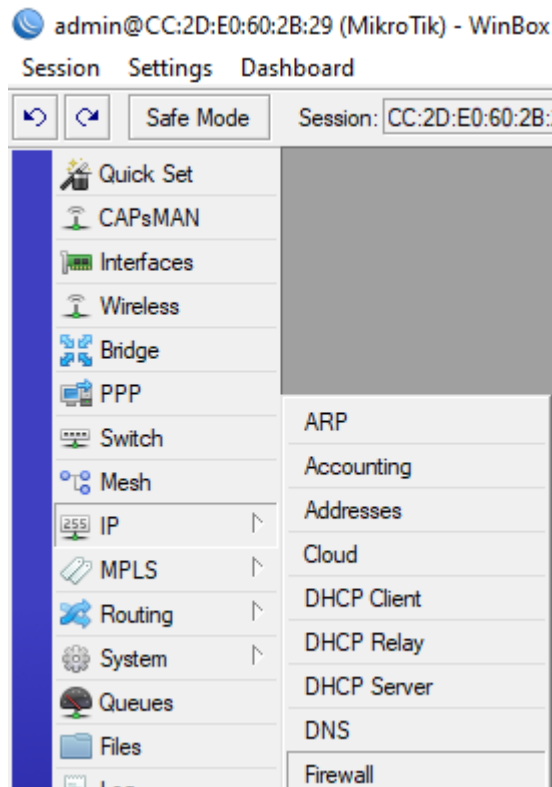 admin@CC:2D:E0:60:2B:29 (MikroTik) - WinBox
Session Settings Dashboard
Safe Mode Session: CC:2D:E0:60:2B:
Quick Set
CAPsMAN
Interfaces
Wireless
Bridge
PPP
Switch
Mesh
255 IP
MPLS
Routing
System
Queues
Files
ARP
Accounting
Addresses
Cloud
DHCP Client
DHCP Relay
DHCP Server
DNS
Firewall